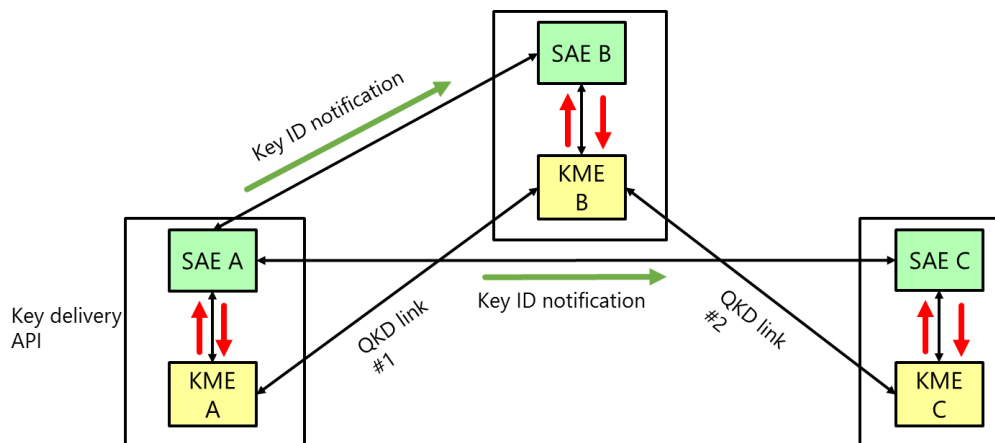 SAE B
Key ID notification
KME
B
SAE A
SAE C
Key ID notification
Key delivery
API
QKD link
#1
QKD link
#2
KME
A
KME
C